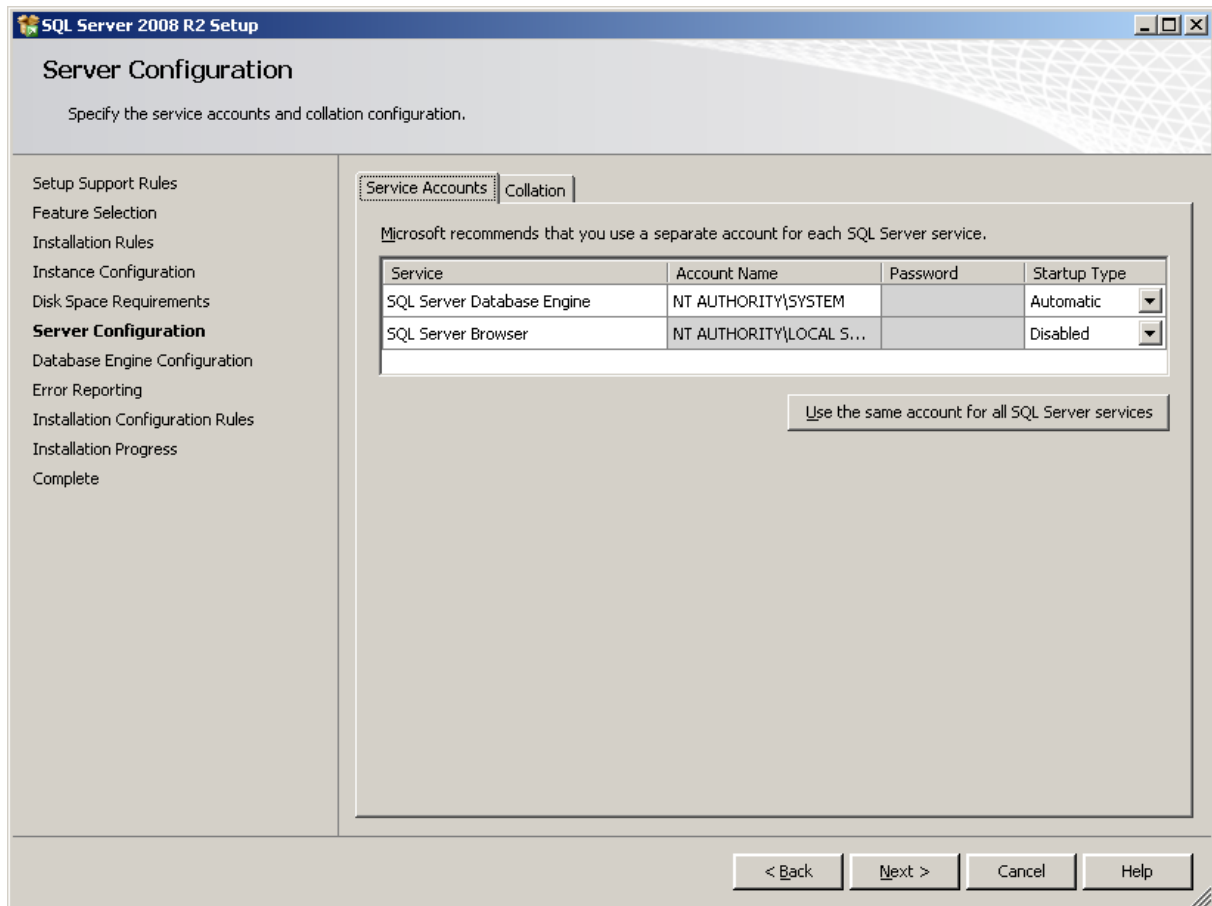 SQL Server 2008 R2 Setup
Server Configuration
Specify the service accounts and collation configuration.
Setup Support Rules
Feature Selection
Installation Rules
Instance Configuration
Disk Space Requirements
Server Configuration
Database Engine Configuration
Error Reporting
Installation Configuration Rules
Installation Progress
Complete
Service Accounts Collation
Microsoft recommends that you use a separate account for each SQL Server service.
Service Account Name Password Startup Type
SQL Server Database Engine NT AUTHORITY\SYSTEM Automatic
SQL Server Browser NT AUTHORITY\LOCAL S... Disabled
Use the same account for all SQL Server services
< Back Next > Cancel Help